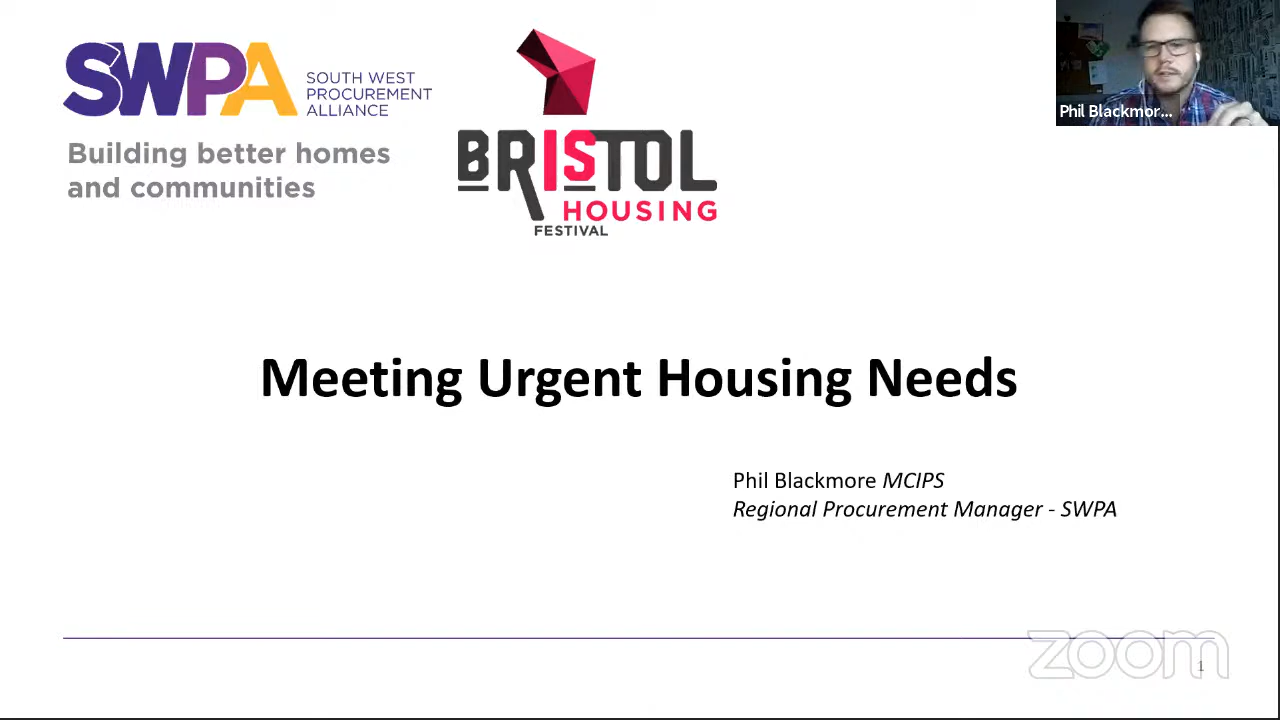 SWPA
SOUTH WEST
PROCUREMENT
ALLIANCE
Building better homes
and communities
BRISTOL
HOUSING
FESTIVAL
Phil Blackmor...
Meeting Urgent Housing Needs
Phil Blackmore MCIPS
Regional Procurement Manager - SWPA
zoom
1